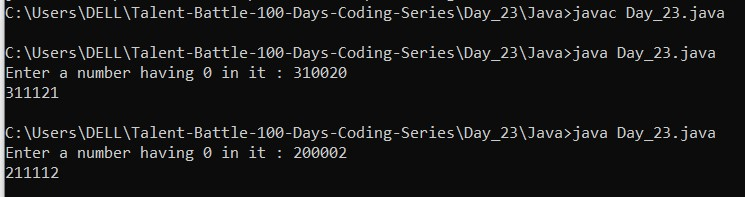 C:\Users\DELL\Talent-Battle-100-Days-Coding-Series\Day_23\Java>javac Day_23.java
C:\Users\DELL\Talent-Battle-100-Days-Coding-Series\Day_23\Java>java Day_23.java
Enter a number having 0 in it : 310020
311121
C:\Users\DELL\Talent-Battle-100-Days-Coding-Series\Day_23\Java>java Day_23.java
Enter a number having 0 in it : 200002
211112